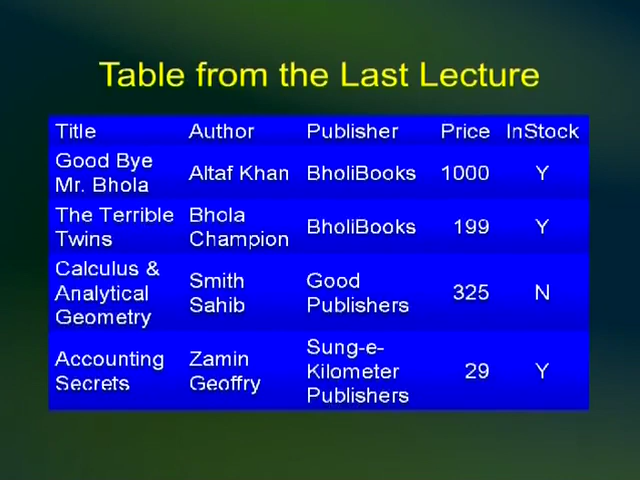 Table from the Last Lecture
Title Author Publisher Price InStock
Good Bye
Mr. Bhola
Altaf Khan BholiBooks 1000 Y
The Terrible
Twins
Bhola
Champion
BholiBooks 199 Y
Calculus &
Analytical
Geometry
Smith
Sahib
Good
Publishers
325 N
Accounting
Secrets
Zamin
Geoffry
Sung-e-
Kilometer
Publishers
29 Y